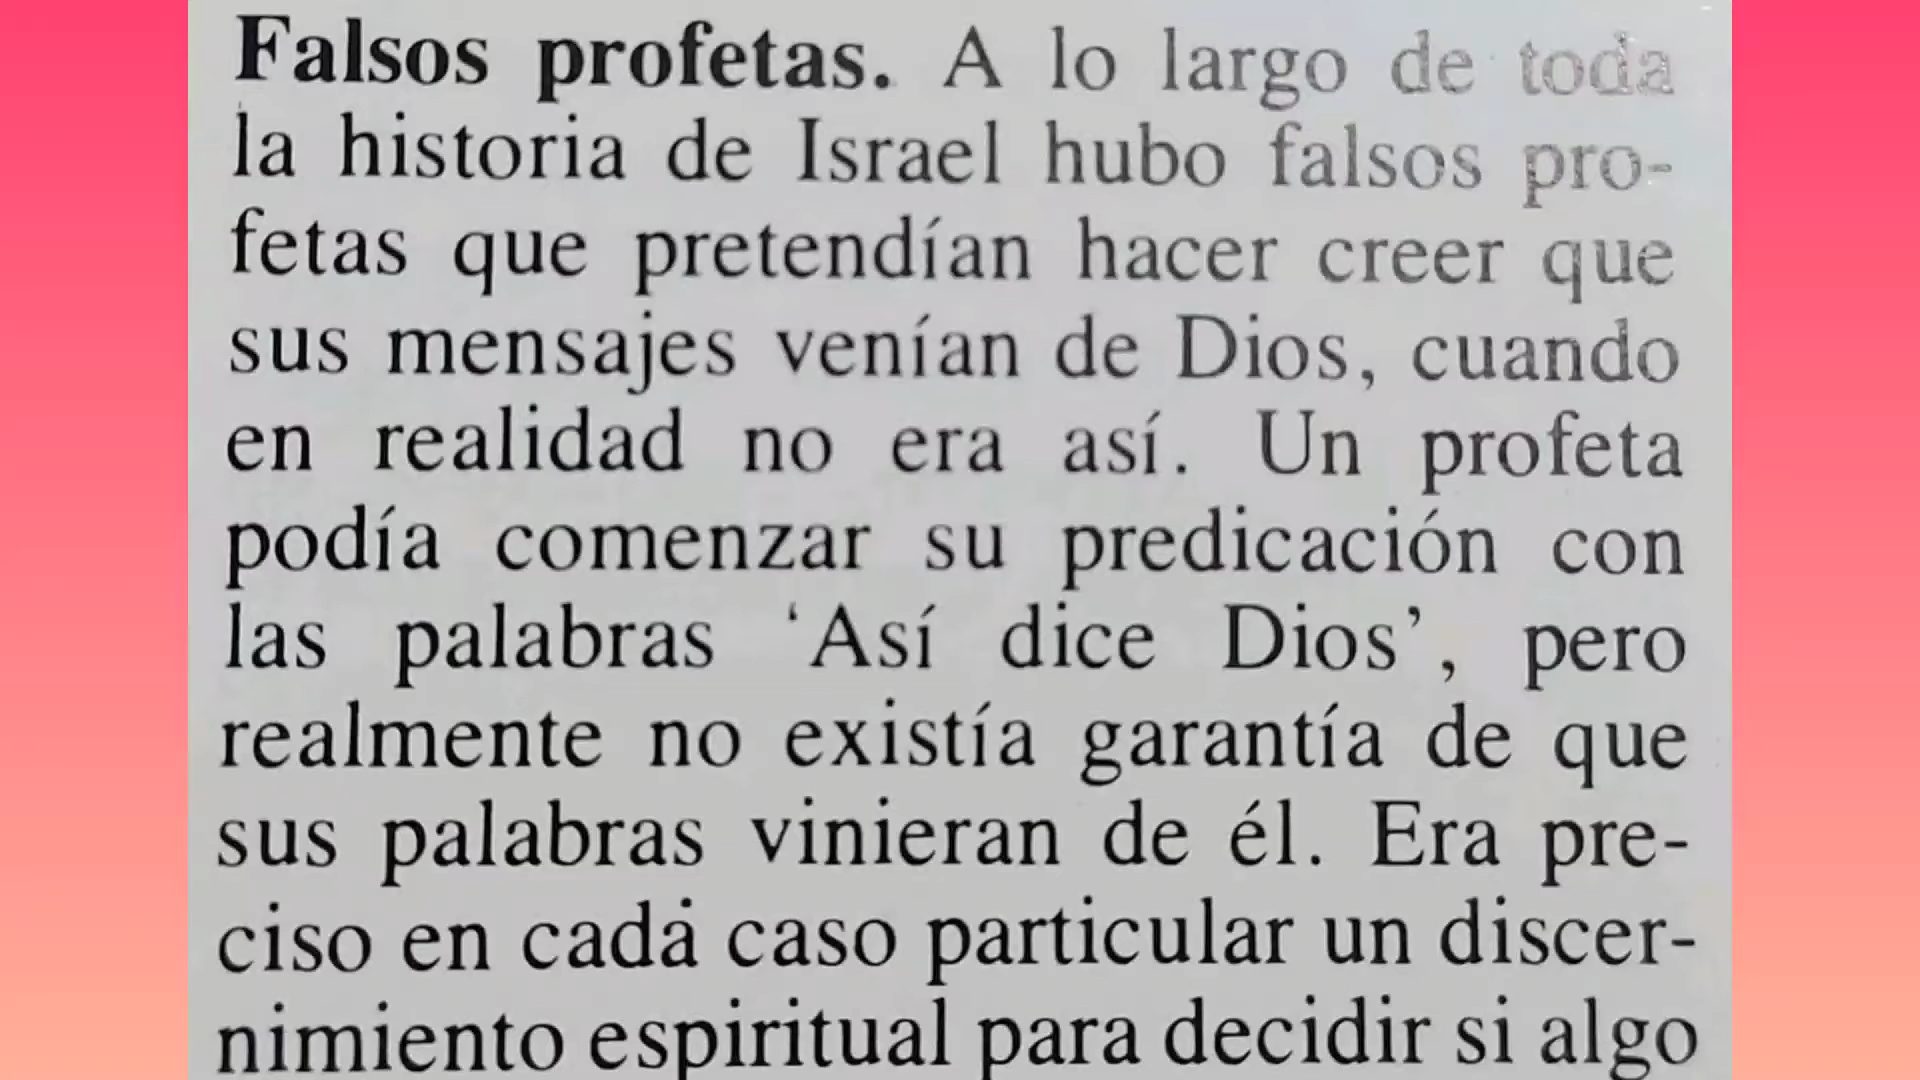 Falsos profetas. A lo largo de toda
la historia de Israel hubo falsos pro-
fetas que pretendían hacer creer que
sus mensajes venían de Dios, cuando
en realidad no era así. Un profeta
podía comenzar su predicación con
las palabras ‘Así dice Dios’, pero
realmente no existía garantía de que
sus palabras vinieran de él. Era pre-
ciso en cada caso particular un discer-
nimiento espiritual para decidir si algo